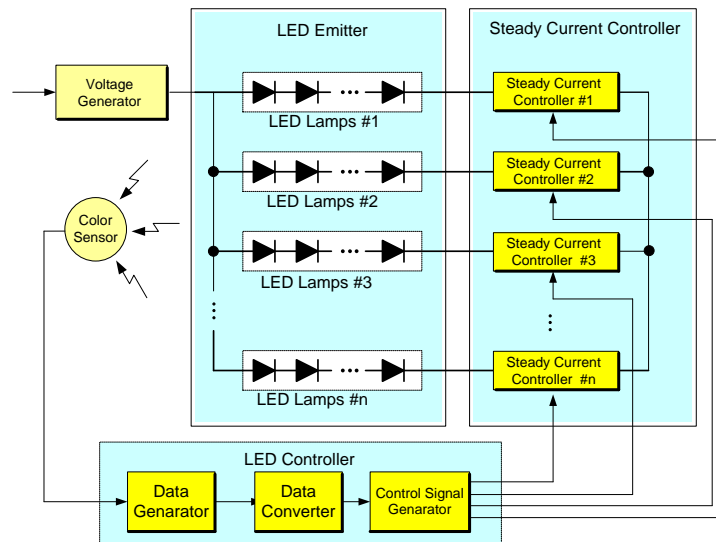 LED Emitter
Steady Current Controller
Voltage
Generator
LED Lamps #1
Steady Current
Controller #1
LED Lamps #2
Steady Current
Controller #2
Color
Sensor
LED Lamps #3
Steady Current
Controller #3
LED Lamps #n
Steady Current
Controller #n
LED Controller
Data
Genarator
Data
Converter
Control Signal
Genarator